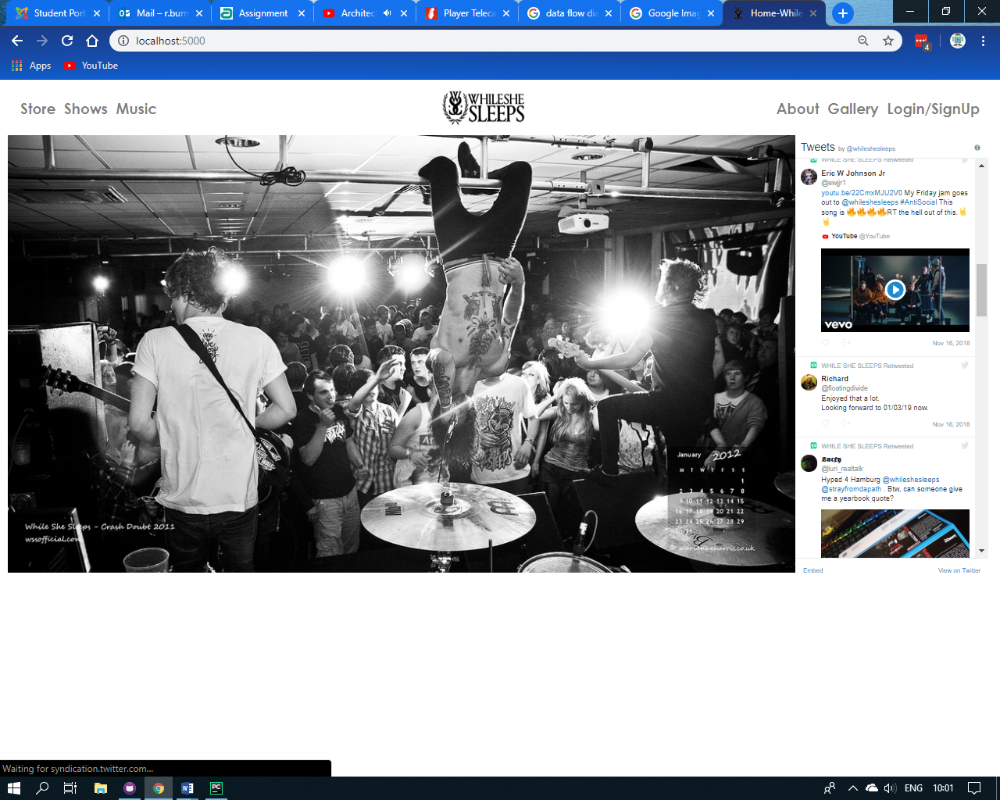 Student Port
Mail – r.burn
Assignment
Architec
Player Teleca
data flow dia
Google Imag
Home-While
localhost:5000
4
Apps
YouTube
Store Shows Music
WHILE SHE
SLEEPS
About Gallery Login/SignUp
Tweets by @whileshesleeps
WHILE SHE SLEEPS Retweeted
Eric W Johnson Jr
@ewjjr1
youtu.be/22CmxMJU2V0 My Friday jam goes
out to @whileshesleeps #AntiSocial This
song is 🔥🔥🔥🔥RT the hell out of this.🤘
🤘
YouTube @YouTube
vevo
Nov 16, 2018
WHILE SHE SLEEPS Retweeted
Richard
@floatingdivide
Enjoyed that a lot.
Looking forward to 01/03/19 now.
Nov 16, 2018
WHILE SHE SLEEPS Retweeted
@luri_realtalk
Hyped 4 Hamburg @whileshesleeps
@strayfromdapath . Btw, can someone give
me a yearbook quote?
Embed
View on Twitter
January 2012
M T W T F S S
1
2 3 4 5 6 7 8
9 10 11 12 13 14 15
16 17 18 19 20 21 22
23 24 25 26 27 28 29
30 31
While She Sleeps - Crash Doubt 2011
wssofficial.com
© marianneharris.co.uk
Waiting for syndication.twitter.com...
ENG
10:01